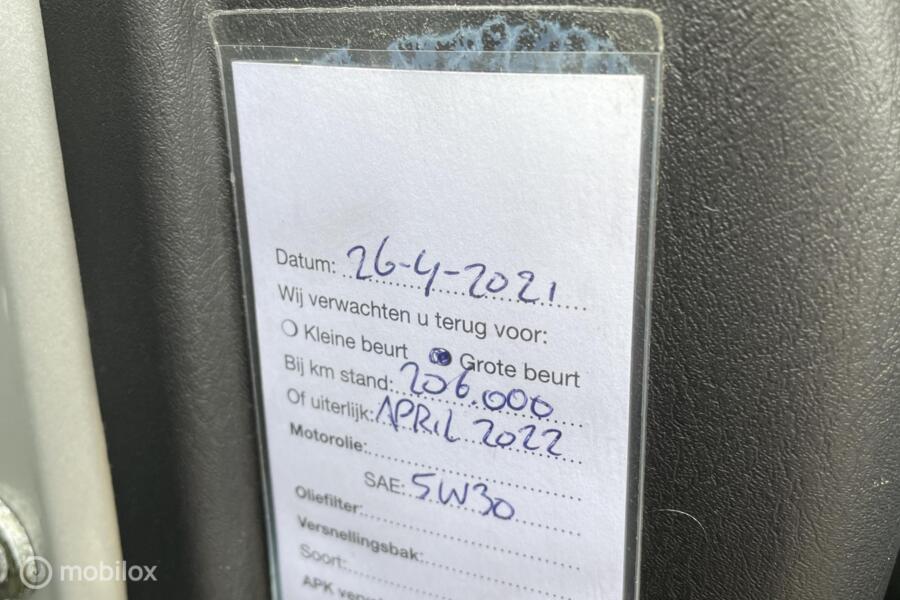 Datum: 26-4-2021
Wij verwachten u terug voor:
Kleine beurt Grote beurt
Bij km stand: 206.000
Of uiterlijk: APRIL 2022
Motorolie:
SAE: 5W30
Oliefilter:
Versnellingsbak:
Soort:
APK
mobilox